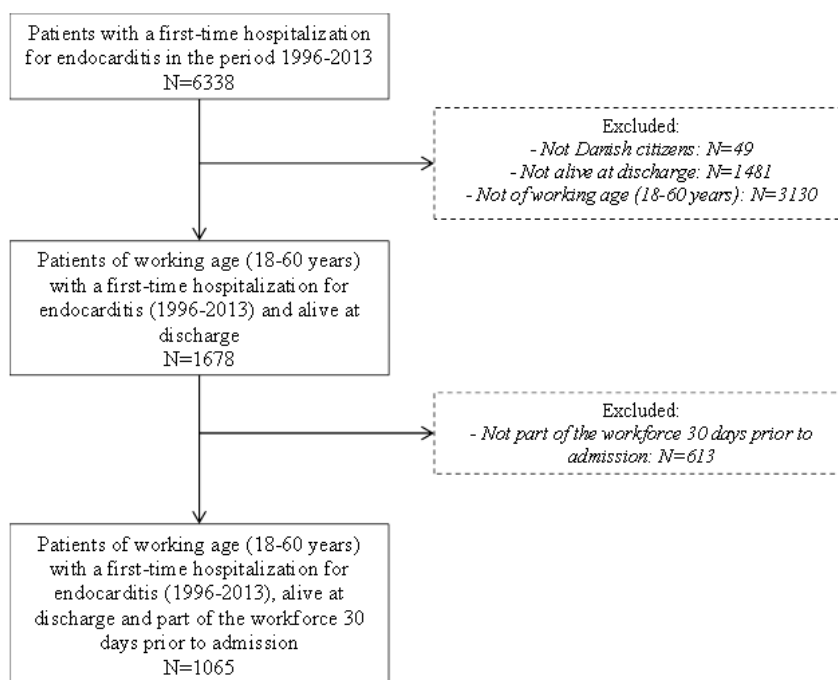 Patients with a first-time hospitalization
for endocarditis in the period 1996-2013
N=6338
Excluded:
- Not Danish citizens: N=49
- Not alive at discharge: N=1481
- Not of working age (18-60 years): N=3130
Patients of working age (18-60 years)
with a first-time hospitalization for
endocarditis (1996-2013) and alive at
discharge
N=1678
Excluded:
- Not part of the workforce 30 days prior to
admission: N=613
Patients of working age (18-60 years)
with a first-time hospitalization for
endocarditis (1996-2013), alive at
discharge and part of the workforce 30
days prior to admission
N=1065